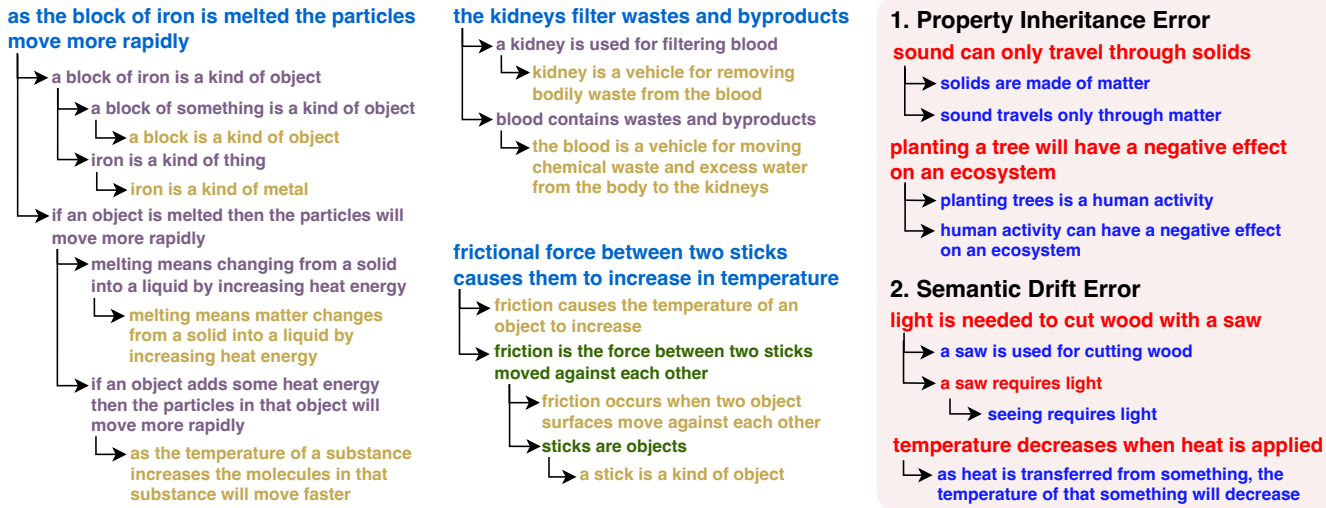 as the block of iron is melted the particles
move more rapidly
a block of iron is a kind of object
a block of something is a kind of object
a block is a kind of object
iron is a kind of thing
iron is a kind of metal
if an object is melted then the particles will
move more rapidly
melting means changing from a solid
into a liquid by increasing heat energy
melting means matter changes
from a solid into a liquid by
increasing heat energy
if an object adds some heat energy
then the particles in that object will
move more rapidly
as the temperature of a substance
increases the molecules in that
substance will move faster
the kidneys filter wastes and byproducts
a kidney is used for filtering blood
kidney is a vehicle for removing
bodily waste from the blood
blood contains wastes and byproducts
the blood is a vehicle for moving
chemical waste and excess water
from the body to the kidneys
frictional force between two sticks
causes them to increase in temperature
friction causes the temperature of an
object to increase
friction is the force between two sticks
moved against each other
friction occurs when two object
surfaces move against each other
sticks are objects
a stick is a kind of object
1. Property Inheritance Error
sound can only travel through solids
solids are made of matter
sound travels only through matter
planting a tree will have a negative effect
on an ecosystem
planting trees is a human activity
human activity can have a negative effect
on an ecosystem
2. Semantic Drift Error
light is needed to cut wood with a saw
a saw is used for cutting wood
a saw requires light
seeing requires light
temperature decreases when heat is applied
as heat is transferred from something, the
temperature of that something will decrease